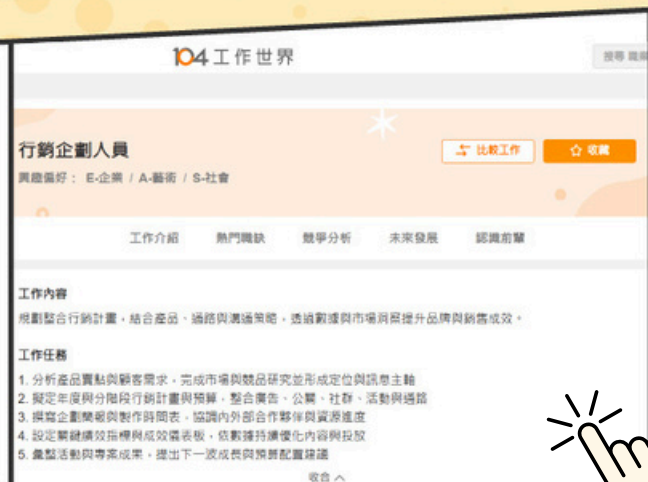 104工作世界
搜尋 職業
行銷企劃人員
興趣偏好： E-企業 / A-藝術 / S-社會
比較工作
收藏
工作介紹 熱門職缺 競爭分析 未來發展 認識前輩
工作內容
規劃整合行銷計畫，結合產品、通路與溝通策略，透過數據與市場洞察提升品牌與銷售成效。
工作任務
1. 分析產品賣點與顧客需求，完成市場與競品研究並形成定位與訊息主軸
2. 擬定年度與分階段行銷計畫與預算，整合廣告、公關、社群、活動與通路
3. 撰寫企劃簡報與製作時間表，協調內外部合作夥伴與資源進度
4. 設定關鍵績效指標與成效儀表板，依數據持續優化內容與投放
5. 彙整活動與專案成果，提出下一波成長與預算配置建議
收合